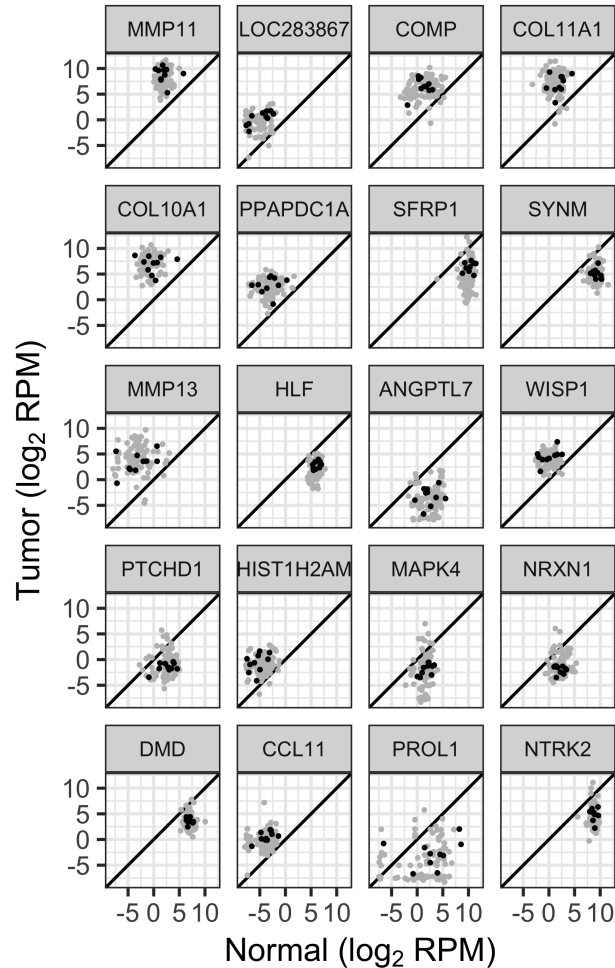 MMP11 LOC283867 COMP COL11A1
10
5
0
-5
COL10A1 PPAPDC1A SFRP1 SYNM
10
5
0
-5
MMP13 HLF ANGPTL7 WISP1
10
5
0
-5
PTCHD1 HIST1H2AM MAPK4 NRXN1
10
5
0
-5
DMD CCL11 PROL1 NTRK2
10
5
0
-5
-5 0 5 10 -5 0 5 10 -5 0 5 10 -5 0 5 10
Normal (log₂ RPM)
Tumor (log₂ RPM)